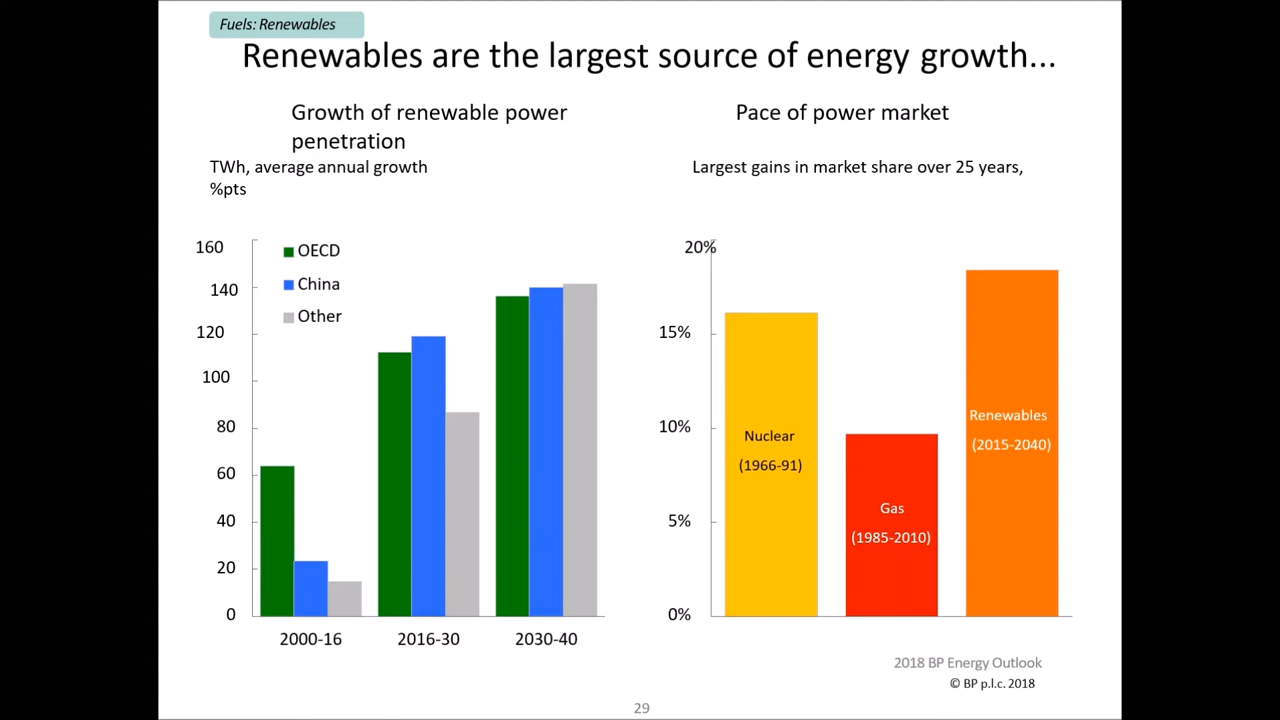 Fuels: Renewables
Renewables are the largest source of energy growth...
Growth of renewable power
penetration
TWh, average annual growth
%pts
160
140
120
100
80
60
40
20
0
OECD
China
Other
2000-16
2016-30
2030-40
Pace of power market
Largest gains in market share over 25 years,
20%
15%
10%
5%
0%
Nuclear
(1966-91)
Gas
(1985-2010)
Renewables
(2015-2040)
2018 BP Energy Outlook
© BP p.l.c. 2018
29